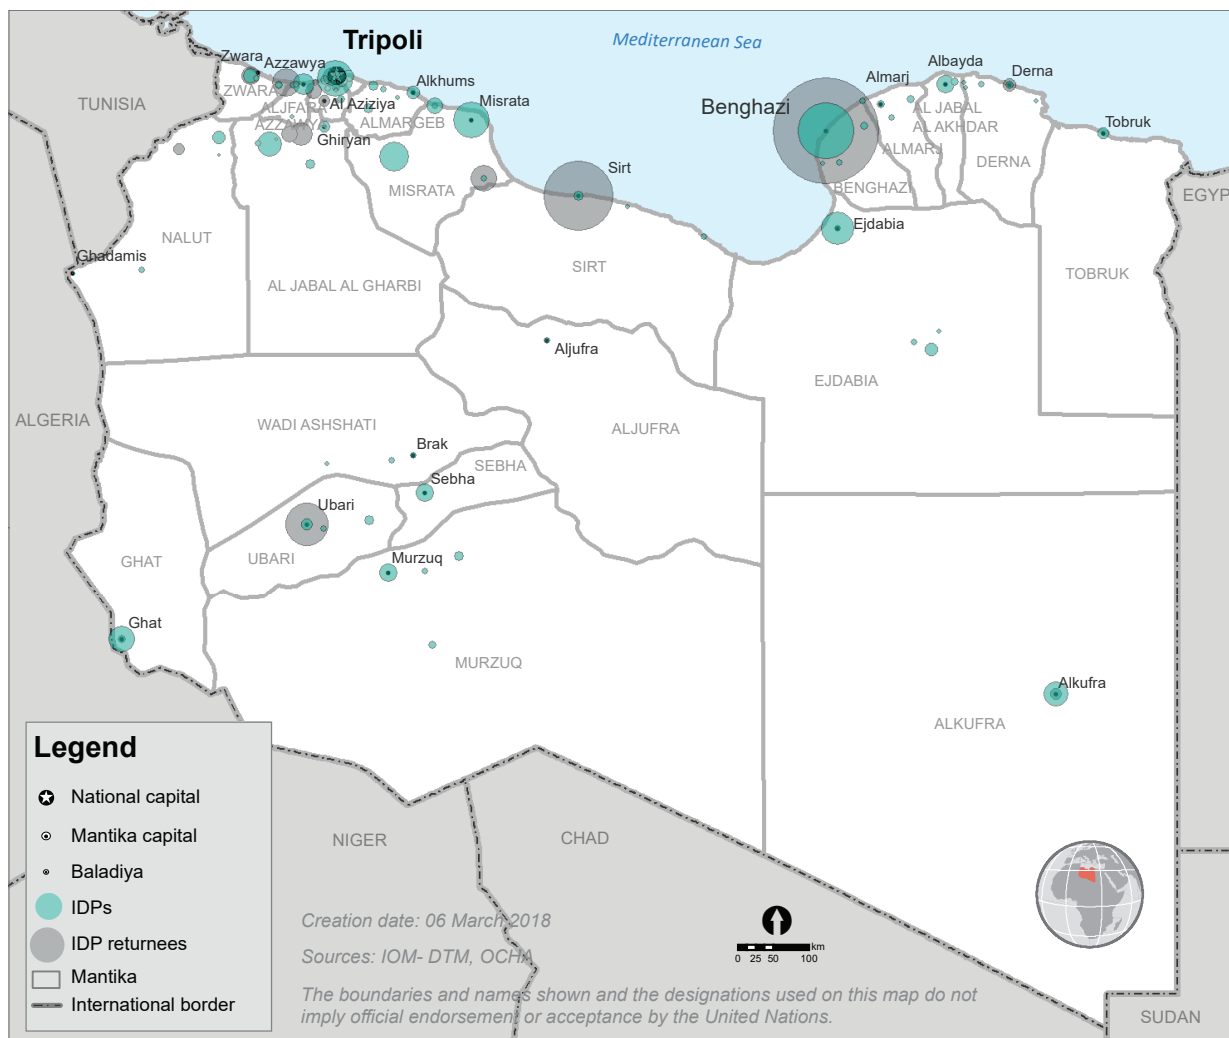 Tripoli
Mediterranean Sea
Zwara
Azzawya
Albayda
Derna
Almarj
Alkhums
TUNISIA
ZWARA
ALJFARA
Al Aziziya
Misrata
Benghazi
AL JABAL
AL AKHDAR
AZZAWYA
ALMARGEB
Tobruk
Ghiryan
ALMARJ
DERNA
Sirt
MISRATA
BENGHAZI
EGYP
Ejdabia
NALUT
Ghadamis
SIRT
TOBRUK
AL JABAL AL GHARBI
Aljufra
EJDABIA
ALGERIA
WADI ASHSHATI
ALJUFRA
Brak
SEBHA
Sebha
Ubari
GHAT
UBARI
Murzuq
Ghat
MURZUQ
Alkufra
ALKUFRA
Legend
National capital
Mantika capital
Baladiya
IDPs
IDP returnees
Mantika
International border
NIGER
CHAD
Creation date: 06 March 2018
Sources: IOM- DTM, OCHA
km
0 25 50 100
The boundaries and names shown and the designations used on this map do not
imply official endorsement or acceptance by the United Nations.
SUDAN